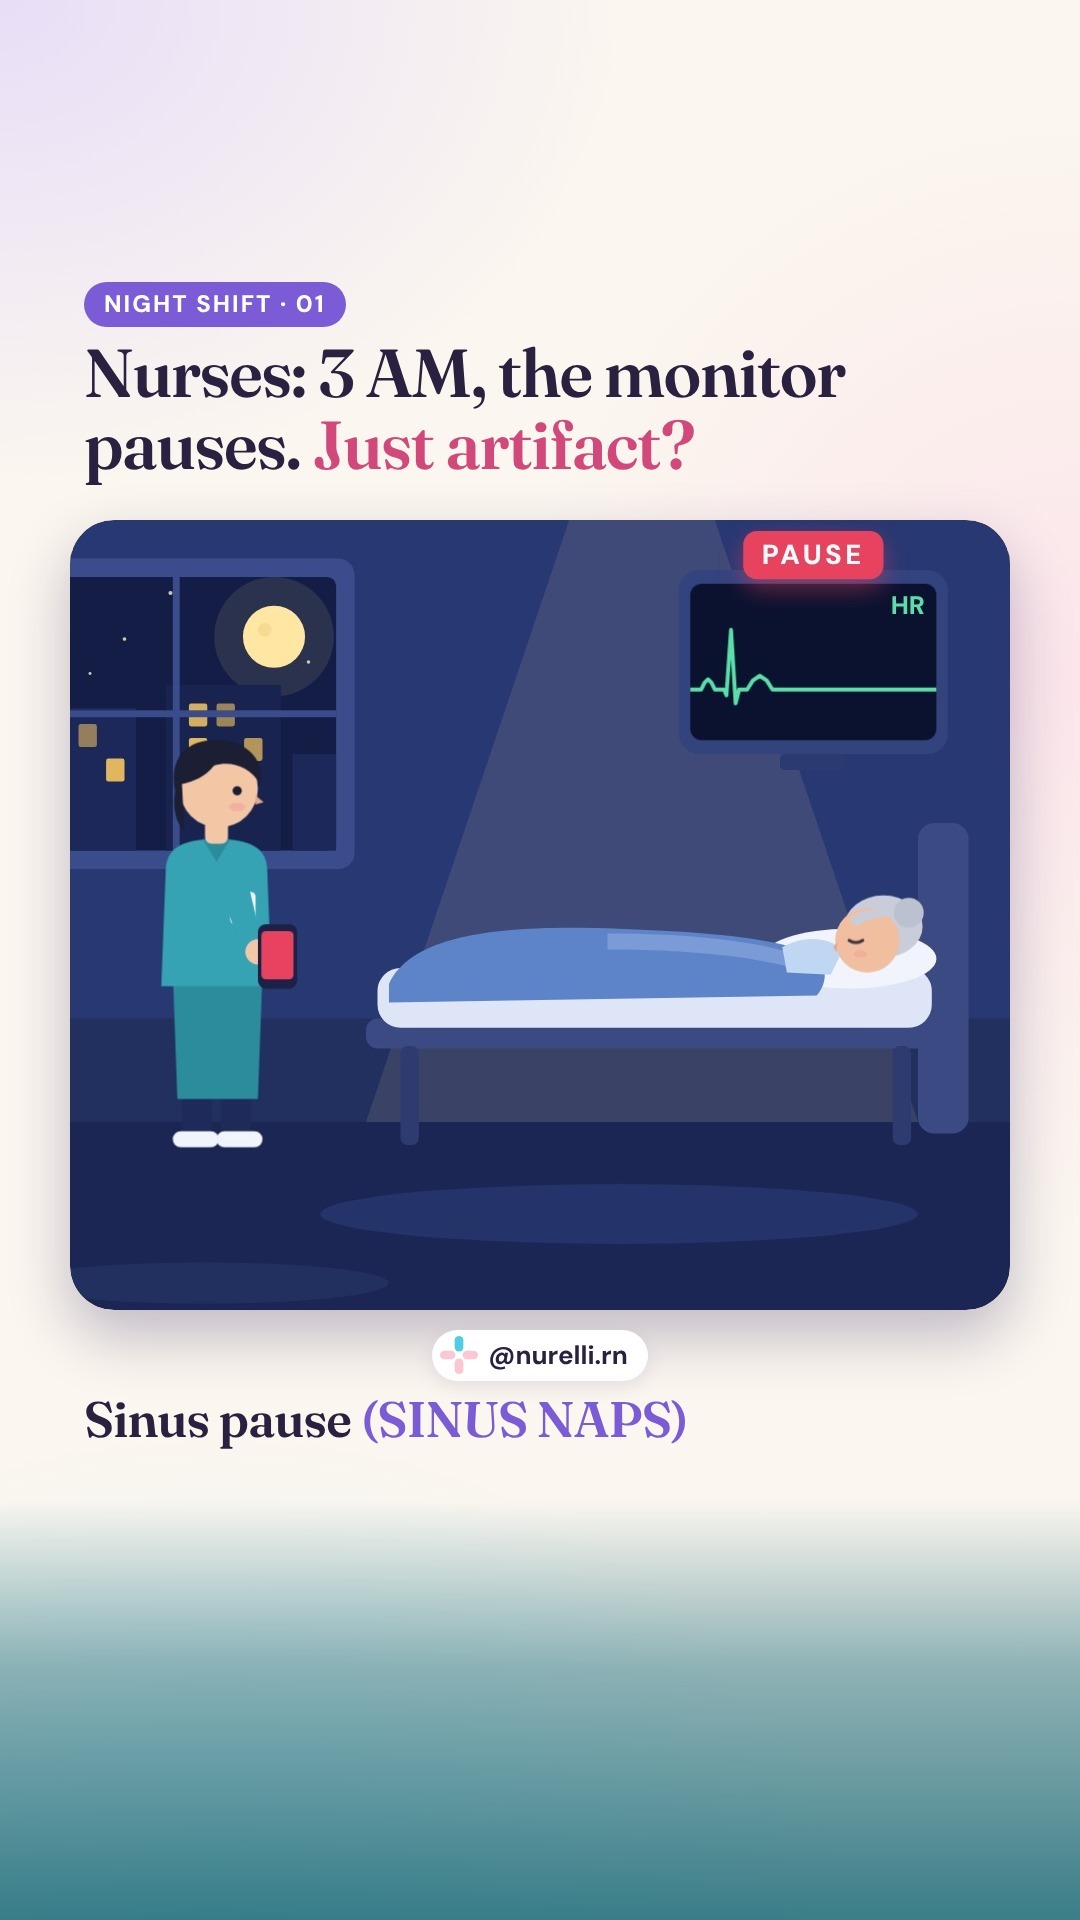 NIGHT SHIFT · 01
Nurses: 3 AM, the monitor
pauses. Just artifact?
PAUSE
HR
@nurelli.rn
Sinus pause (SINUS NAPS)